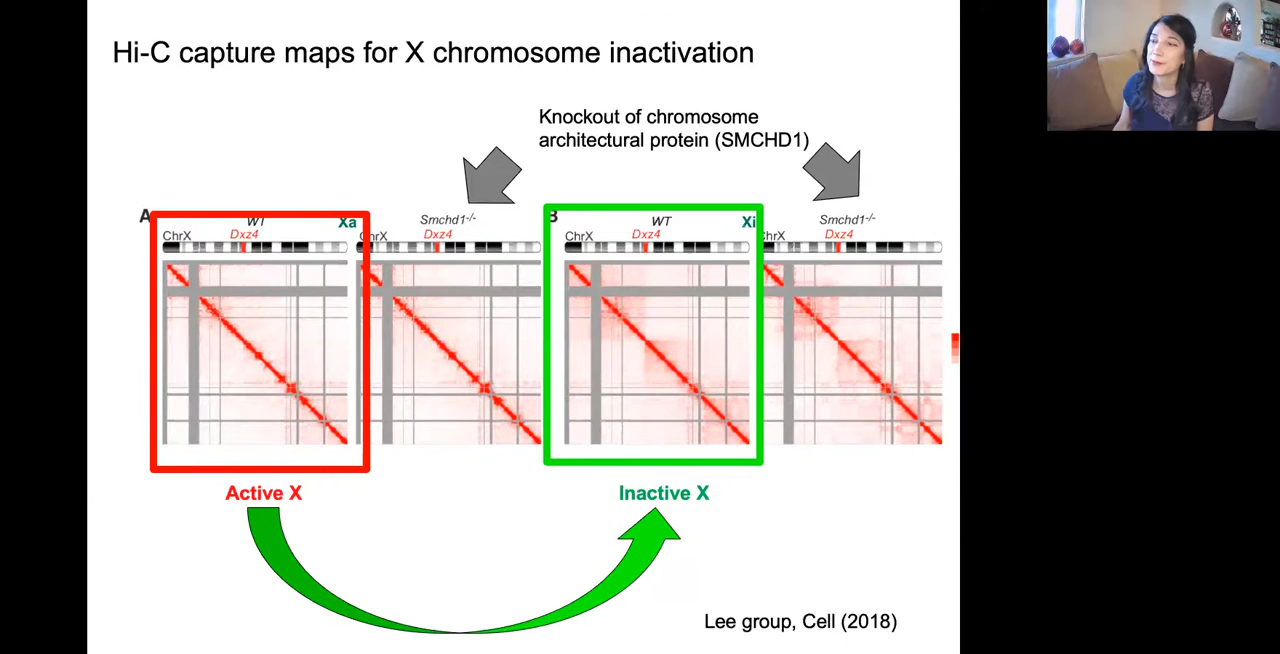 Hi-C capture maps for X chromosome inactivation
Knockout of chromosome
architectural protein (SMCHD1)
A
WT
Xa
ChrX
Dxz4
Smchd1-/-
ChrX
Dxz4
B
WT
Xi
ChrX
Dxz4
Smchd1-/-
ChrX
Dxz4
Active X
Inactive X
Lee group, Cell (2018)